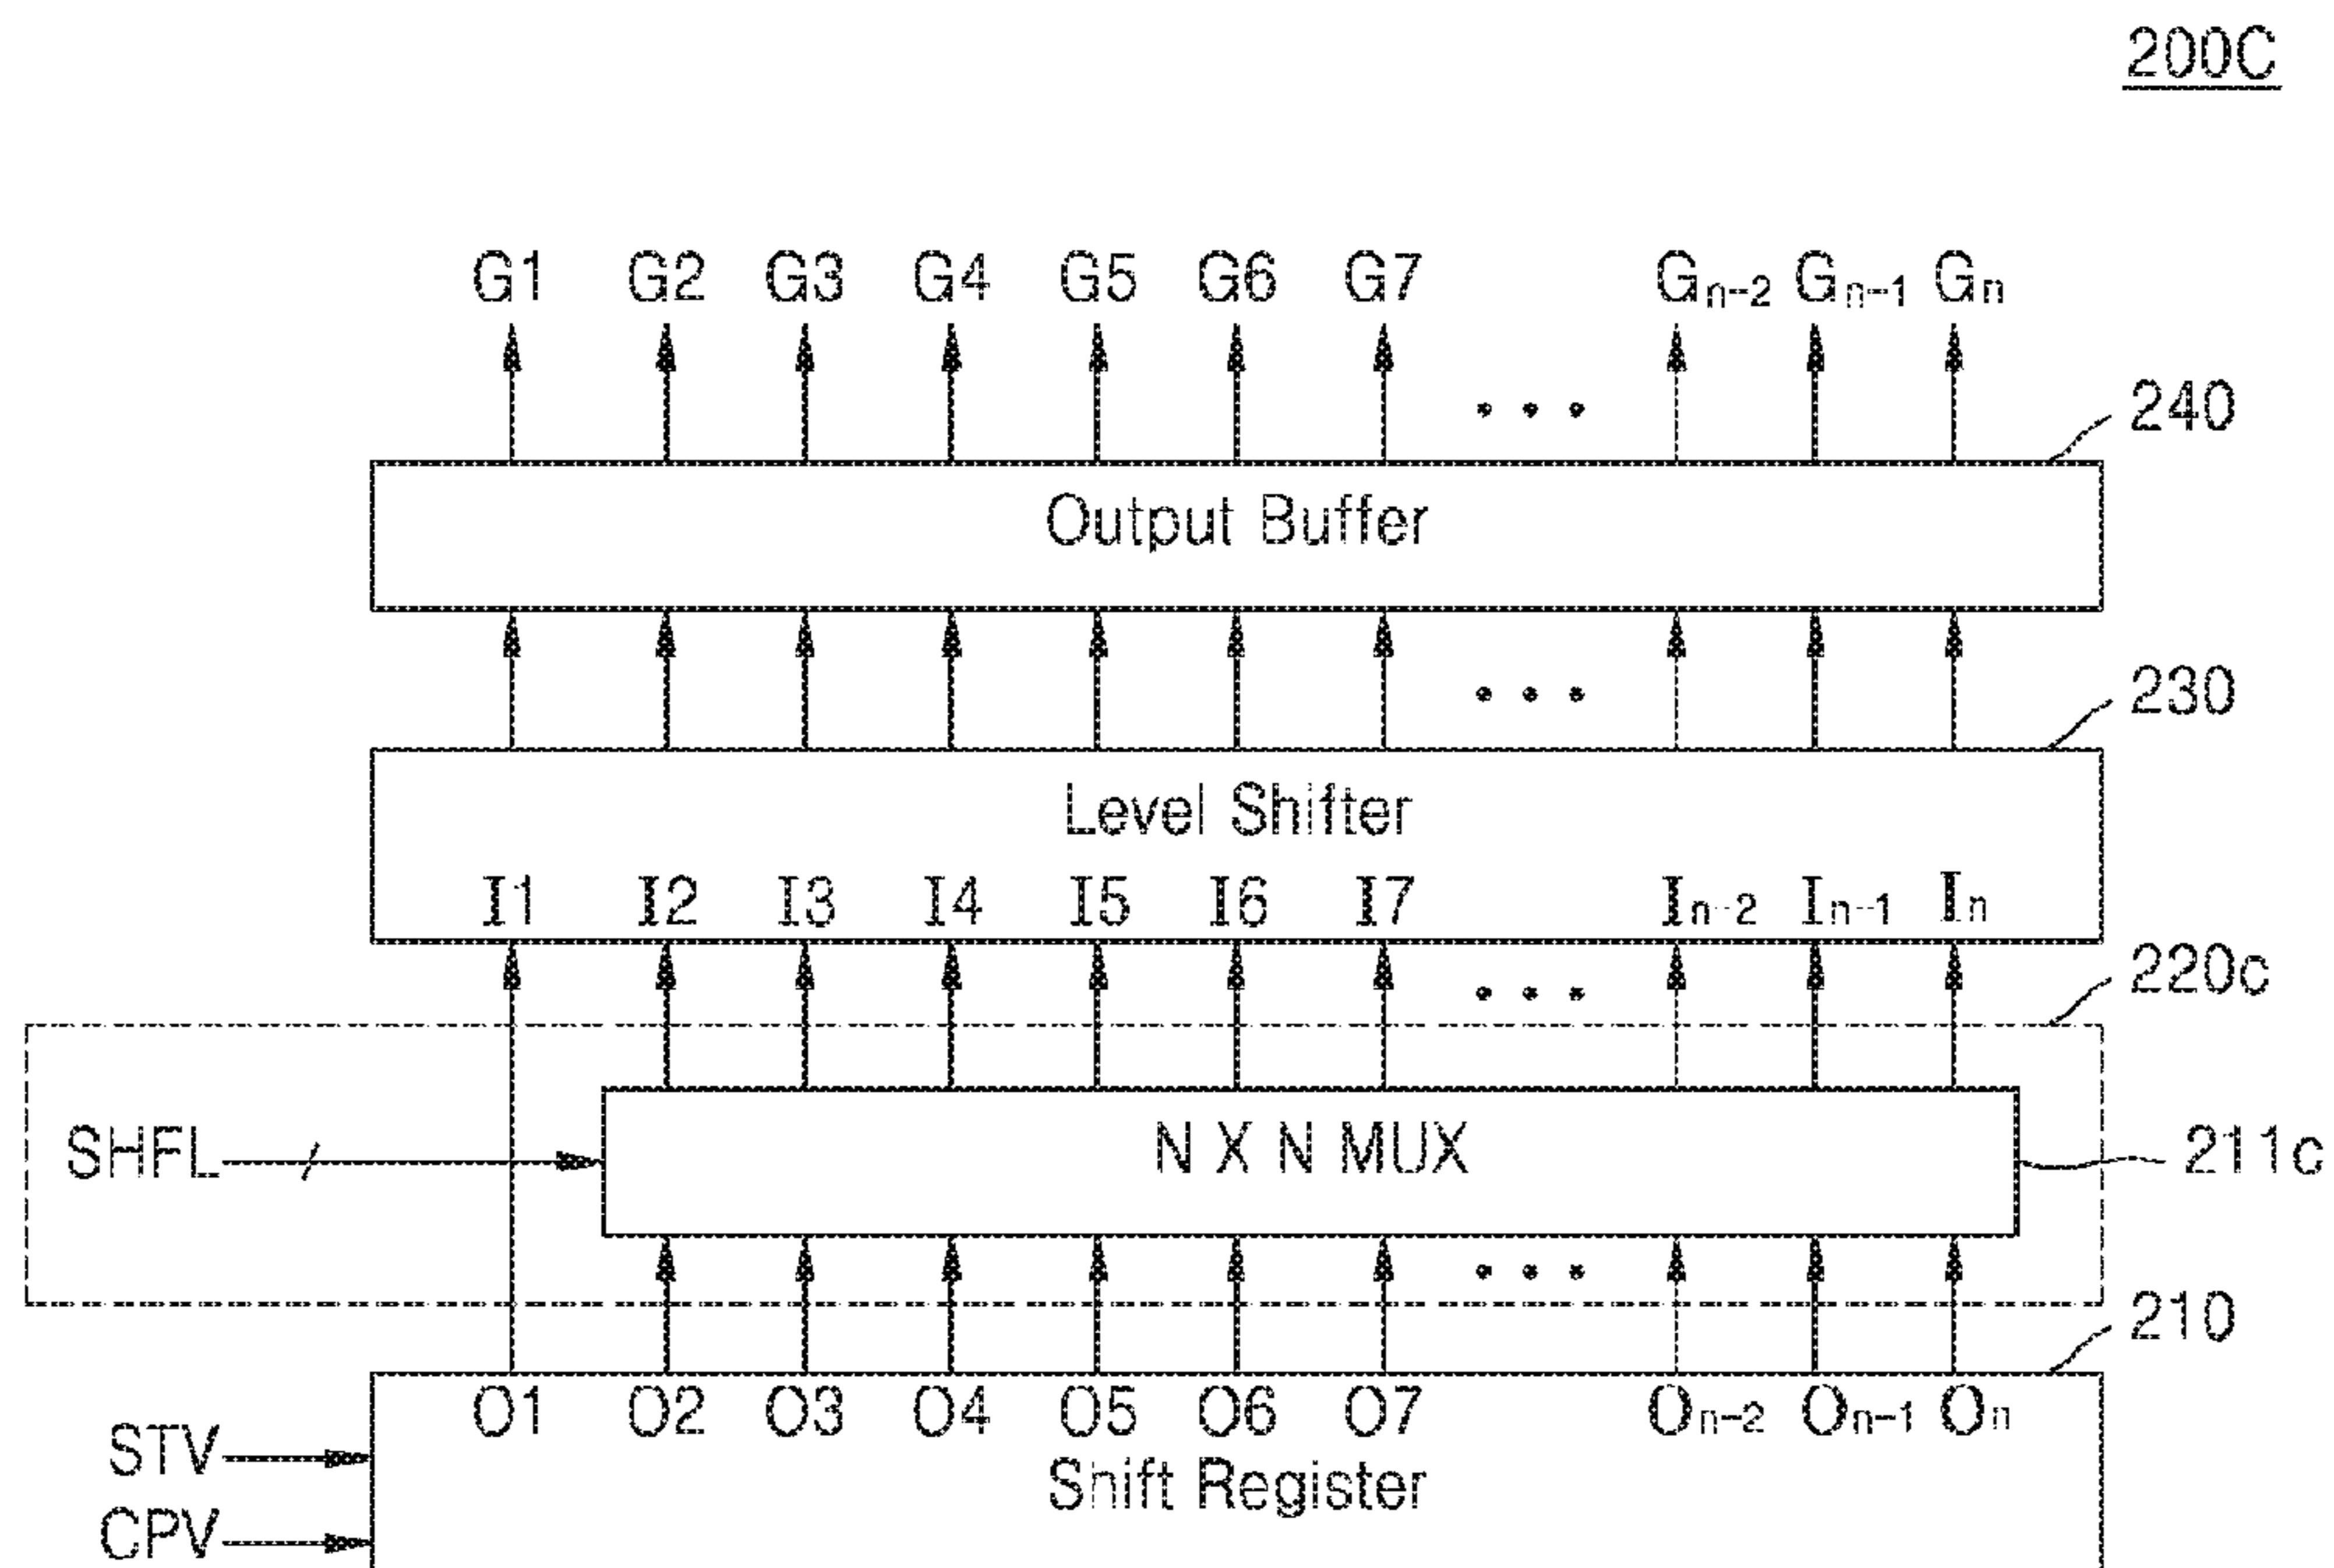 200C
G1 G2 G3 G4 G5 G6 G7 Gn-2 Gn-1 Gn
... 240
Output Buffer
... 230
Level Shifter
I1 I2 I3 I4 I5 I6 I7 In-2 In-1 In
... 220c
SHFL N X N MUX 211c
... 210
O1 O2 O3 O4 O5 O6 O7 On-2 On-1 On
STV Shift Register
CPV